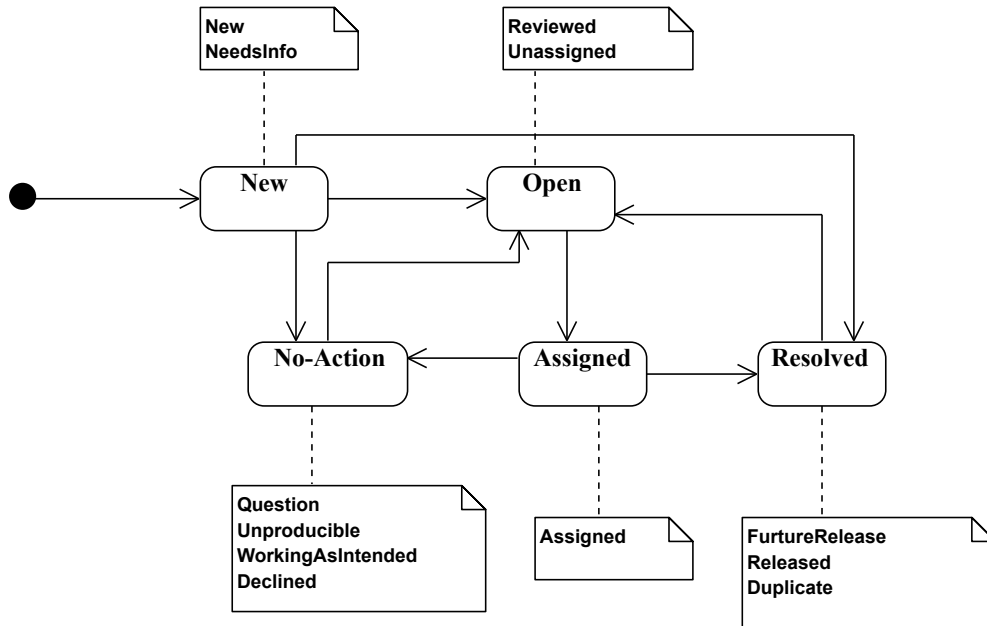 New
NeedsInfo
Reviewed
Unassigned
New
Open
No-Action
Assigned
Resolved
Question
Unproducible
WorkingAsIntended
Declined
Assigned
FurtureRelease
Released
Duplicate